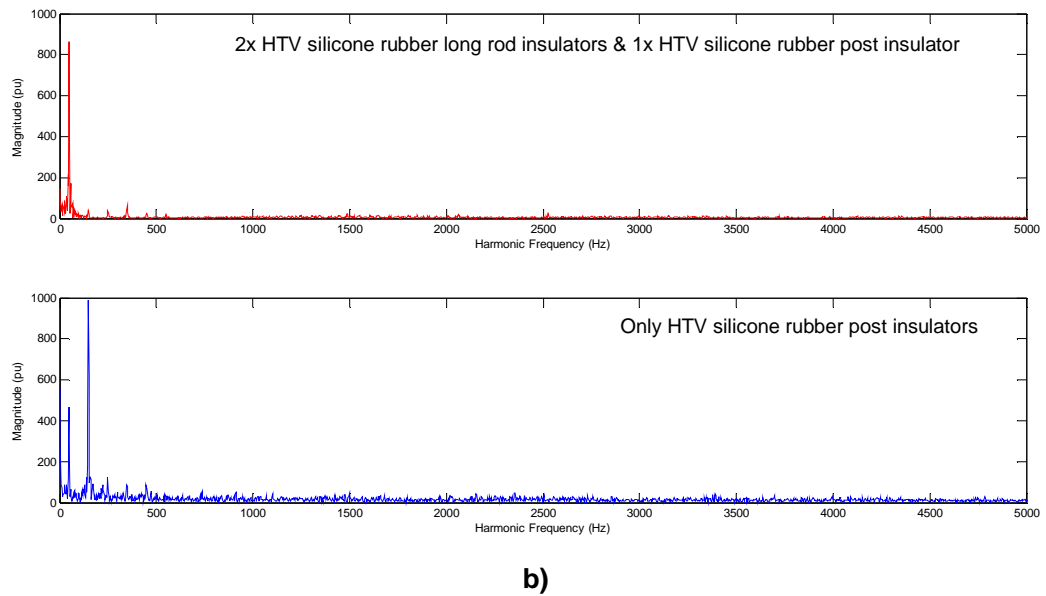 1000
800
600
400
200
0
Magnitude (pu)
2x HTV silicone rubber long rod insulators & 1x HTV silicone rubber post insulator
0 500 1000 1500 2000 2500 3000 3500 4000 4500 5000
Harmonic Frequency (Hz)
1000
800
600
400
200
0
Magnitude (pu)
Only HTV silicone rubber post insulators
0 500 1000 1500 2000 2500 3000 3500 4000 4500 5000
Harmonic Frequency (Hz)
b)